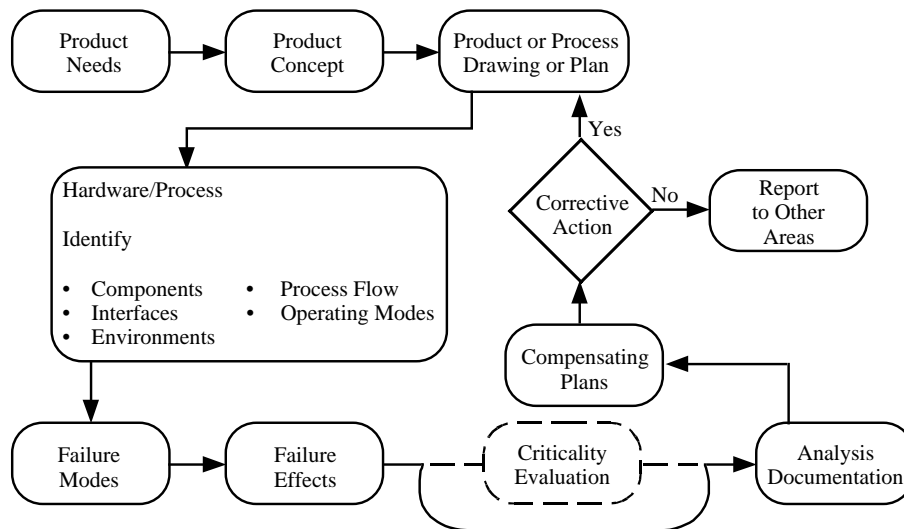 Product
Needs
Product
Concept
Product or Process
Drawing or Plan
Yes
Hardware/Process
Identify
• Components
• Interfaces
• Environments
• Process Flow
• Operating Modes
Corrective
Action
No
Report
to Other
Areas
Compensating
Plans
Failure
Modes
Failure
Effects
Criticality
Evaluation
Analysis
Documentation